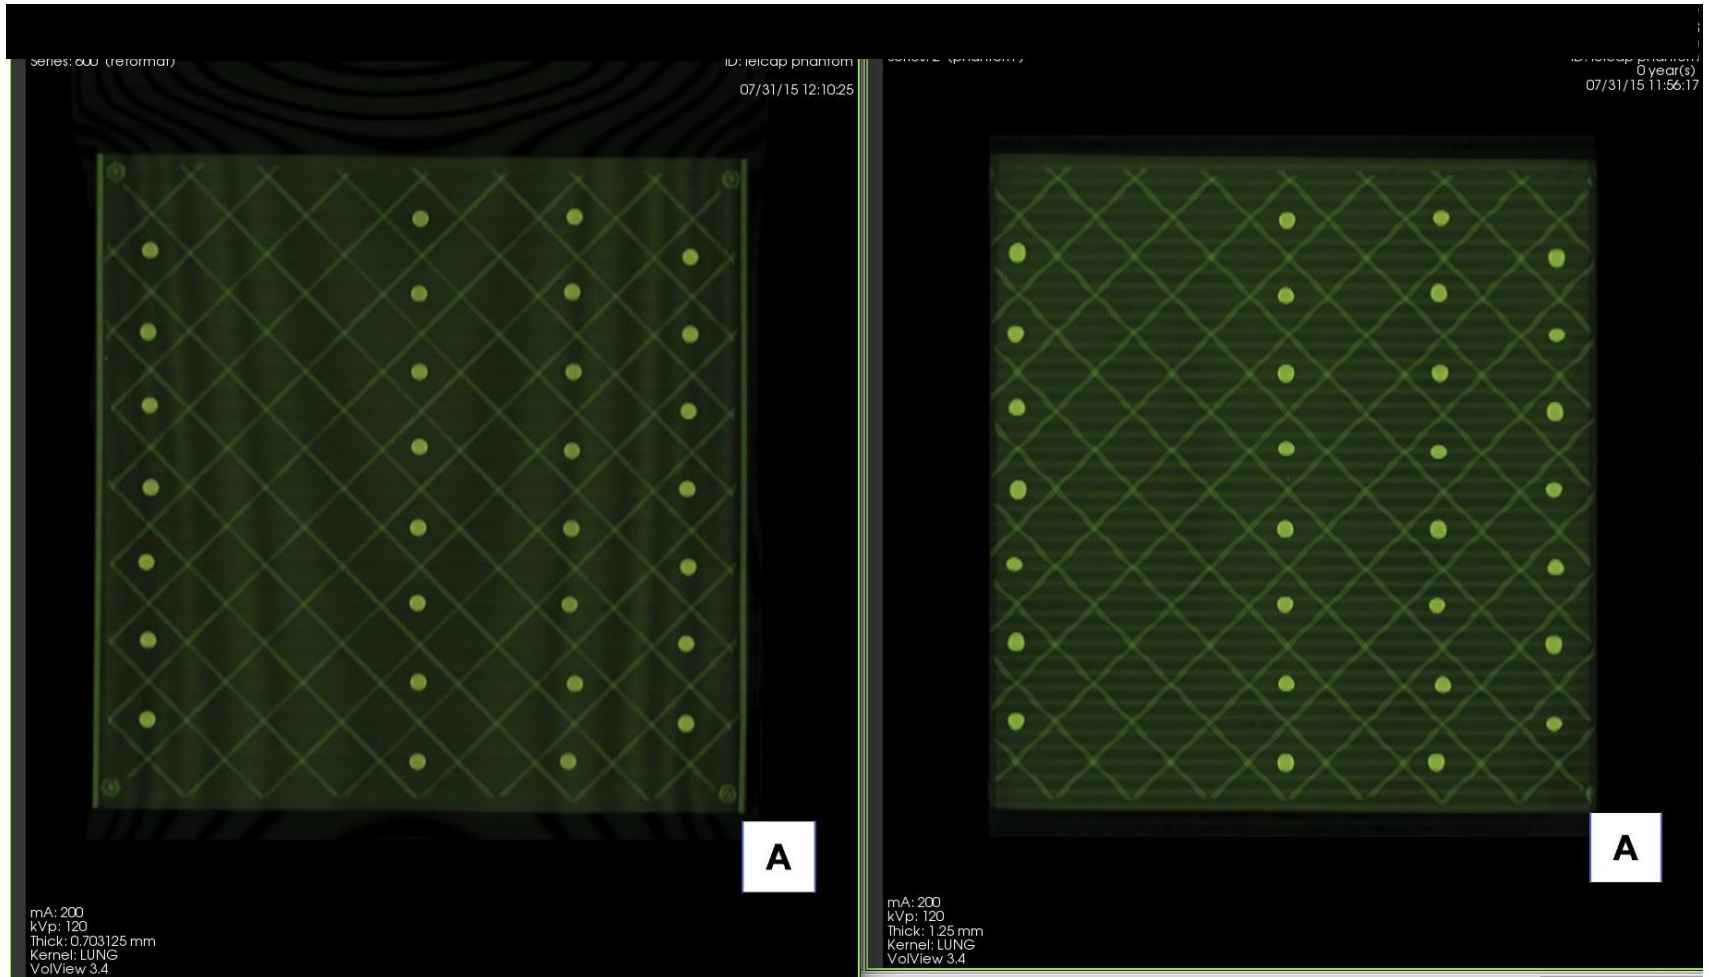 Series: 600 (reformat)
ID: ielcap phantom
07/31/15 12:10:25
A
mA: 200
kVp: 120
Thick: 0.703125 mm
Kernel: LUNG
VolView 3.4
phantom
0 year(s)
07/31/15 11:56:17
A
mA: 200
kVp: 120
Thick: 1.25 mm
Kernel: LUNG
VolView 3.4